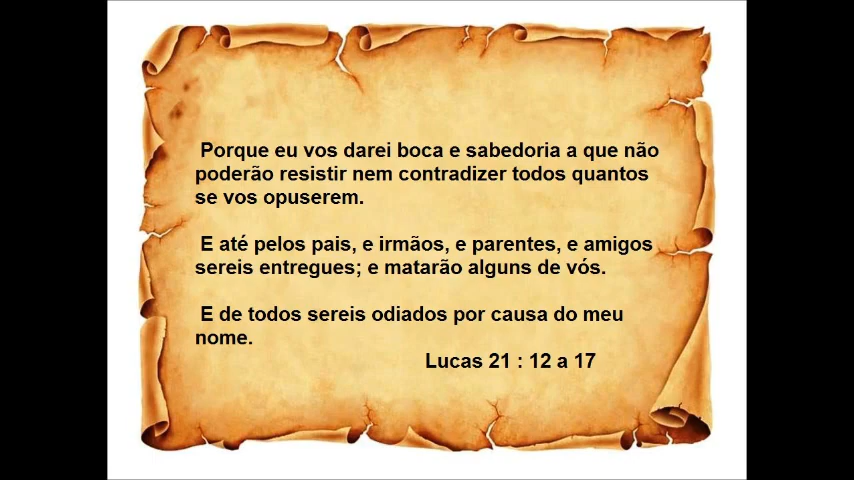 Porque eu vos darei boca e sabedoria a que não
poderão resistir nem contradizer todos quantos
se vos opuserem.
E até pelos pais, e irmãos, e parentes, e amigos
sereis entregues; e matarão alguns de vós.
E de todos sereis odiados por causa do meu
nome.
Lucas 21 : 12 a 17